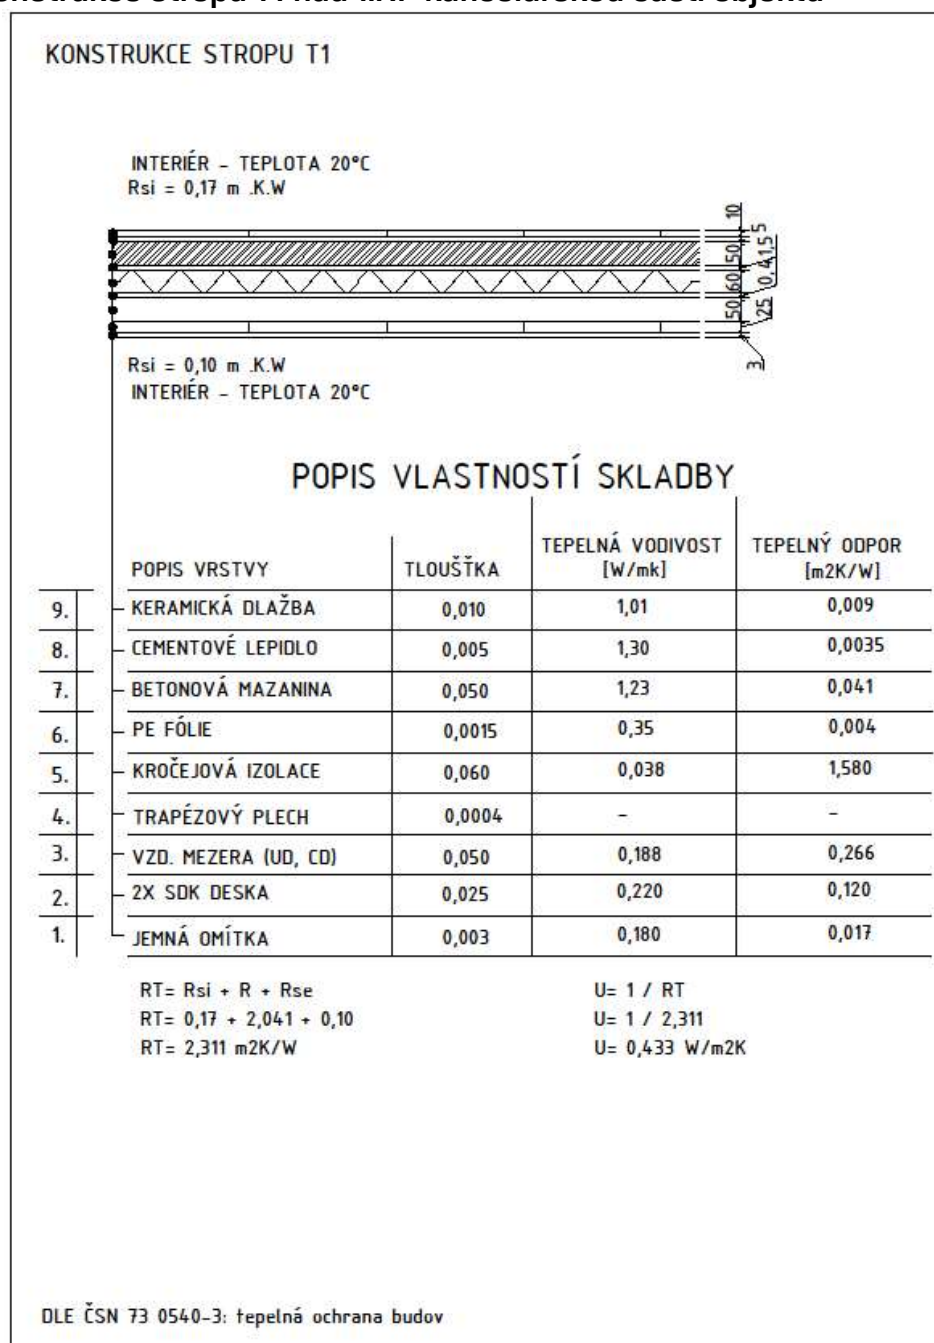 KONSTRUKCE STROPU T1
INTERIÉR - TEPLOTA 20°C
Rsi = 0,17 m .K.W
10
5
50
1,5
0,4
60
50
25
3
Rsi = 0,10 m .K.W
INTERIÉR - TEPLOTA 20°C
POPIS VLASTNOSTÍ SKLADBY
POPIS VRSTVY TLOUŠŤKA TEPELNÁ VODIVOST [W/mk] TEPELNÝ ODPOR [m2K/W]
9. KERAMICKÁ DLAŽBA 0,010 1,01 0,009
8. CEMENTOVÉ LEPIDLO 0,005 1,30 0,0035
7. BETONOVÁ MAZANINA 0,050 1,23 0,041
6. PE FÓLIE 0,0015 0,35 0,004
5. KROČEJOVÁ IZOLACE 0,060 0,038 1,580
4. TRAPÉZOVÝ PLECH 0,0004 - -
3. VZD. MEZERA (UD, CD) 0,050 0,188 0,266
2. 2X SDK DESKA 0,025 0,220 0,120
1. JEMNÁ OMÍTKA 0,003 0,180 0,017
RT= Rsi + R + Rse U= 1 / RT
RT= 0,17 + 2,041 + 0,10 U= 1 / 2,311
RT= 2,311 m2K/W U= 0,433 W/m2K
DLE ČSN 73 0540-3: tepelná ochrana budov